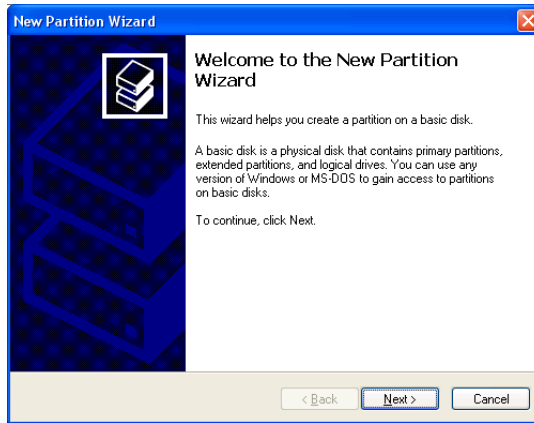 New Partition Wizard
Welcome to the New Partition
Wizard
This wizard helps you create a partition on a basic disk.
A basic disk is a physical disk that contains primary partitions,
extended partitions, and logical drives. You can use any
version of Windows or MS-DOS to gain access to partitions
on basic disks.
To continue, click Next.
< Back Next > Cancel